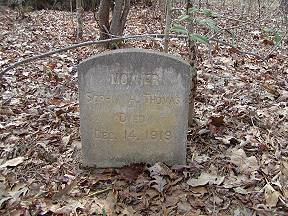 MOTHER
SOPHIA A. THOMAS
DIED
DEC. 14, 1919